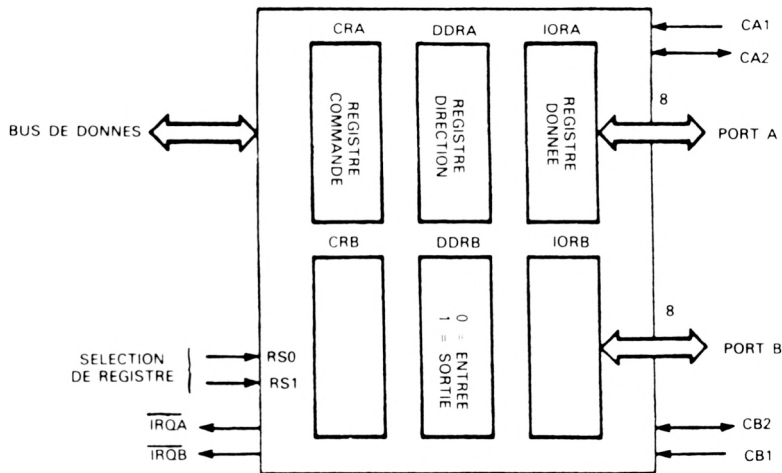 CRA
DDRA
IORA
CA1
CA2
REGISTRE
COMMANDE
REGISTRE
DIRECTION
REGISTRE
DONNEE
8
BUS DE DONNES
PORT A
CRB
DDRB
IORB
0 = ENTREE
1 = SORTIE
8
PORT B
SELECTION
DE REGISTRE
RS0
RS1
IRQA
IRQB
CB2
CB1